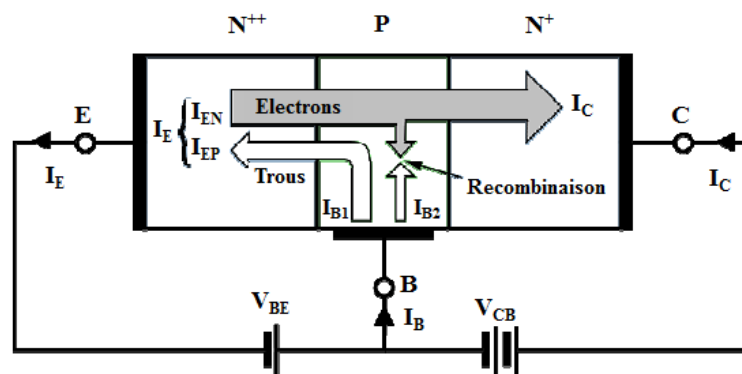 N++ P N+
E
I_E
I_E { I_EN
I_EP
Electrons
Trous
I_C
Recombinaison
I_B1 I_B2
C
I_C
B
I_B
V_BE
V_CB